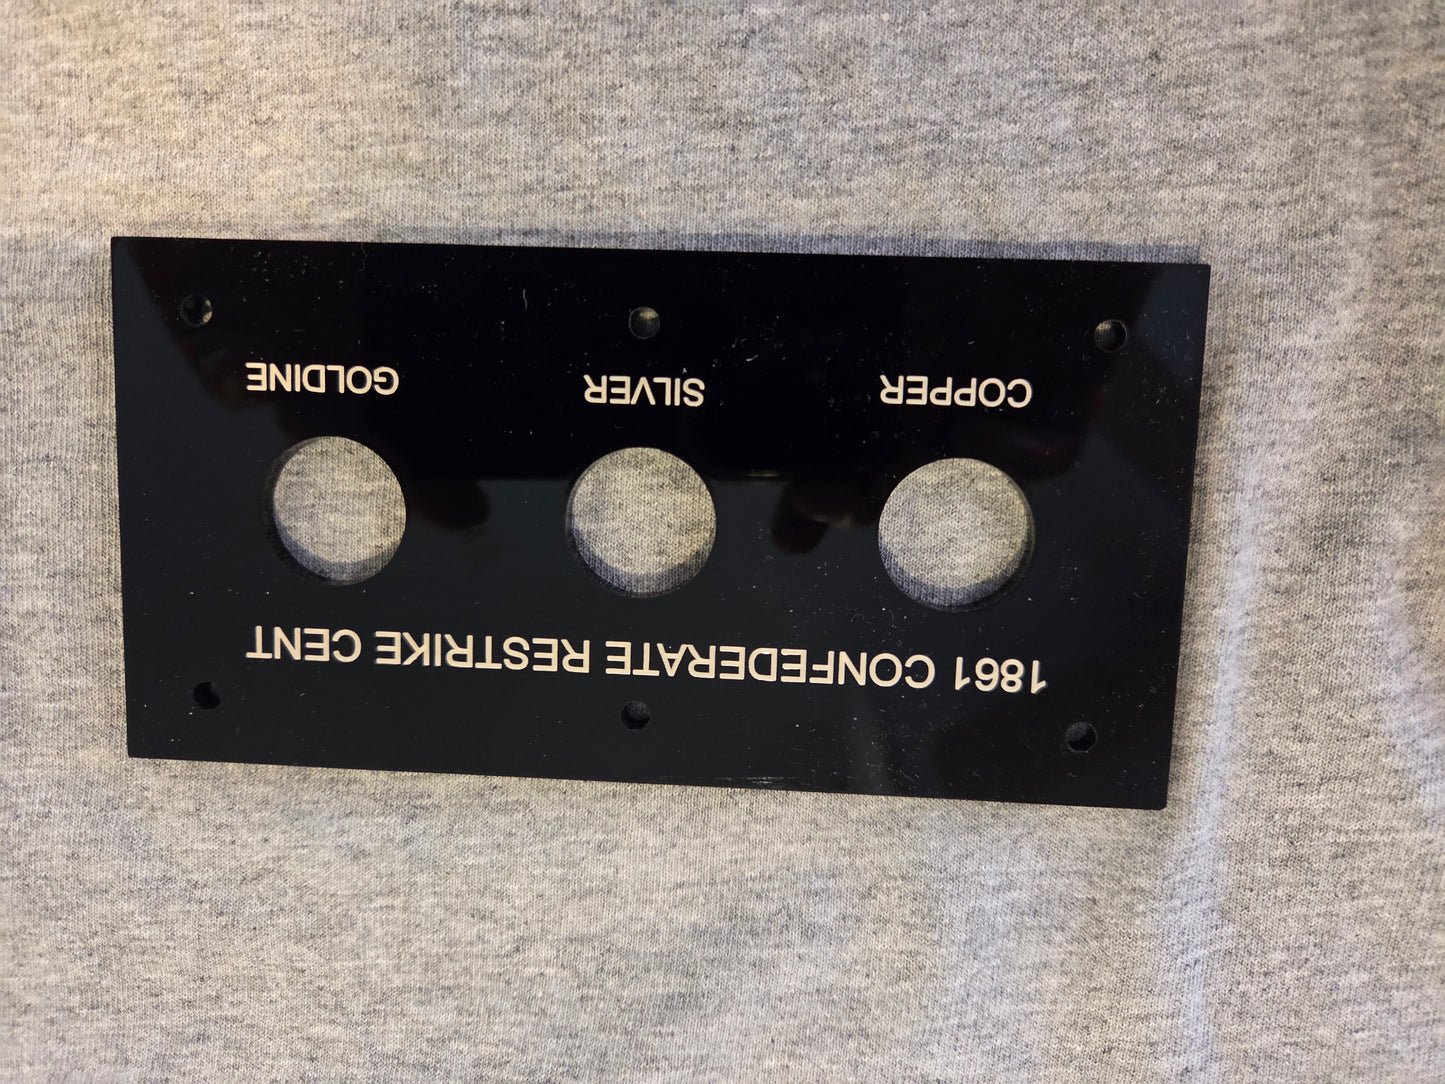 1861 CONFEDERATE RESTRIKE CENT
COPPER SILVER GOLDINE